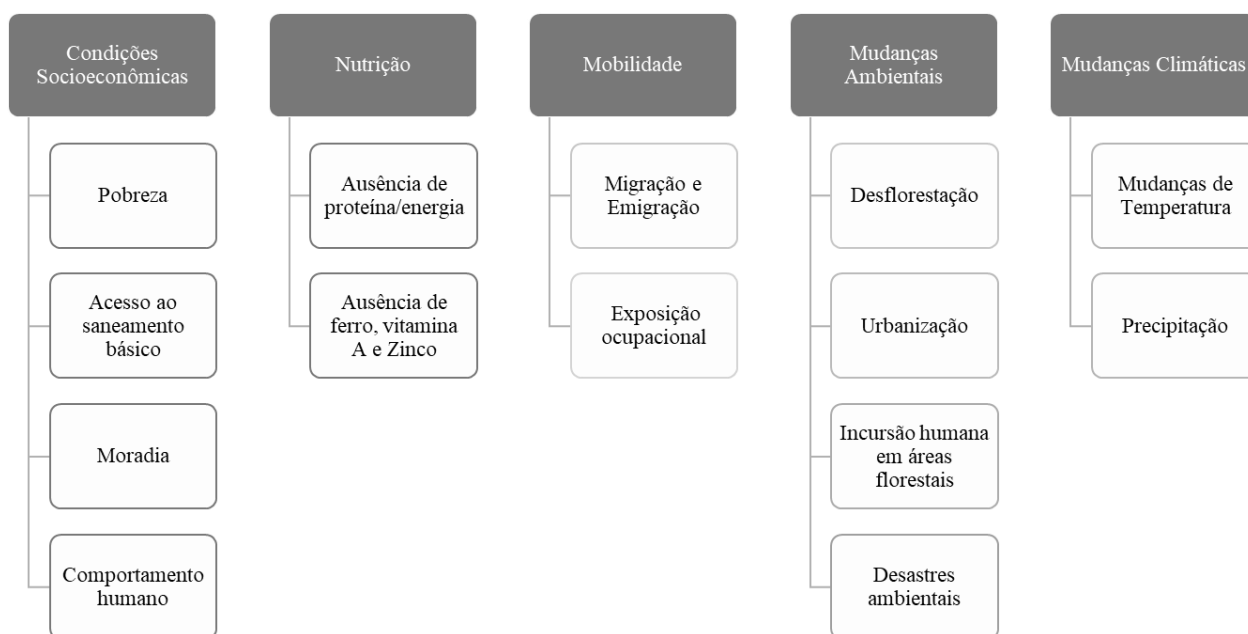 Condições
Socioeconômicas
Pobreza
Acesso ao
saneamento
básico
Moradia
Comportamento
humano
Nutrição
Ausência de
proteína/energia
Ausência de
ferro, vitamina
A e Zinco
Mobilidade
Migração e
Emigração
Exposição
ocupacional
Mudanças
Ambientais
Desflorestação
Urbanização
Incursão humana
em áreas
florestais
Desastres
ambientais
Mudanças Climáticas
Mudanças de
Temperatura
Precipitação